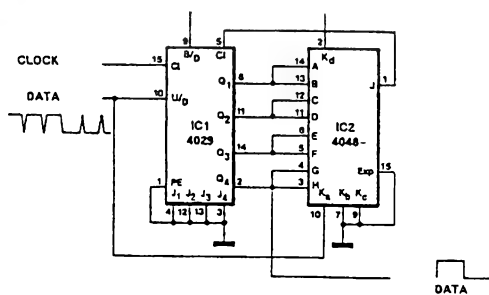 9
5
2
B/D
CI
Kd
1
CLOCK
15
Cl
Q1
6
14
A
13
B
J
DATA
10
U/D
12
C
Q2
11
11
D
IC1
4029
6
E
IC2
4048-
Q3
14
5
F
4
G
Exp
15
Q4
2
3
H
1
PE
J1 J2 J3 J4
Ka Kb Kc
4 12 13 3
10 7 9
DATA